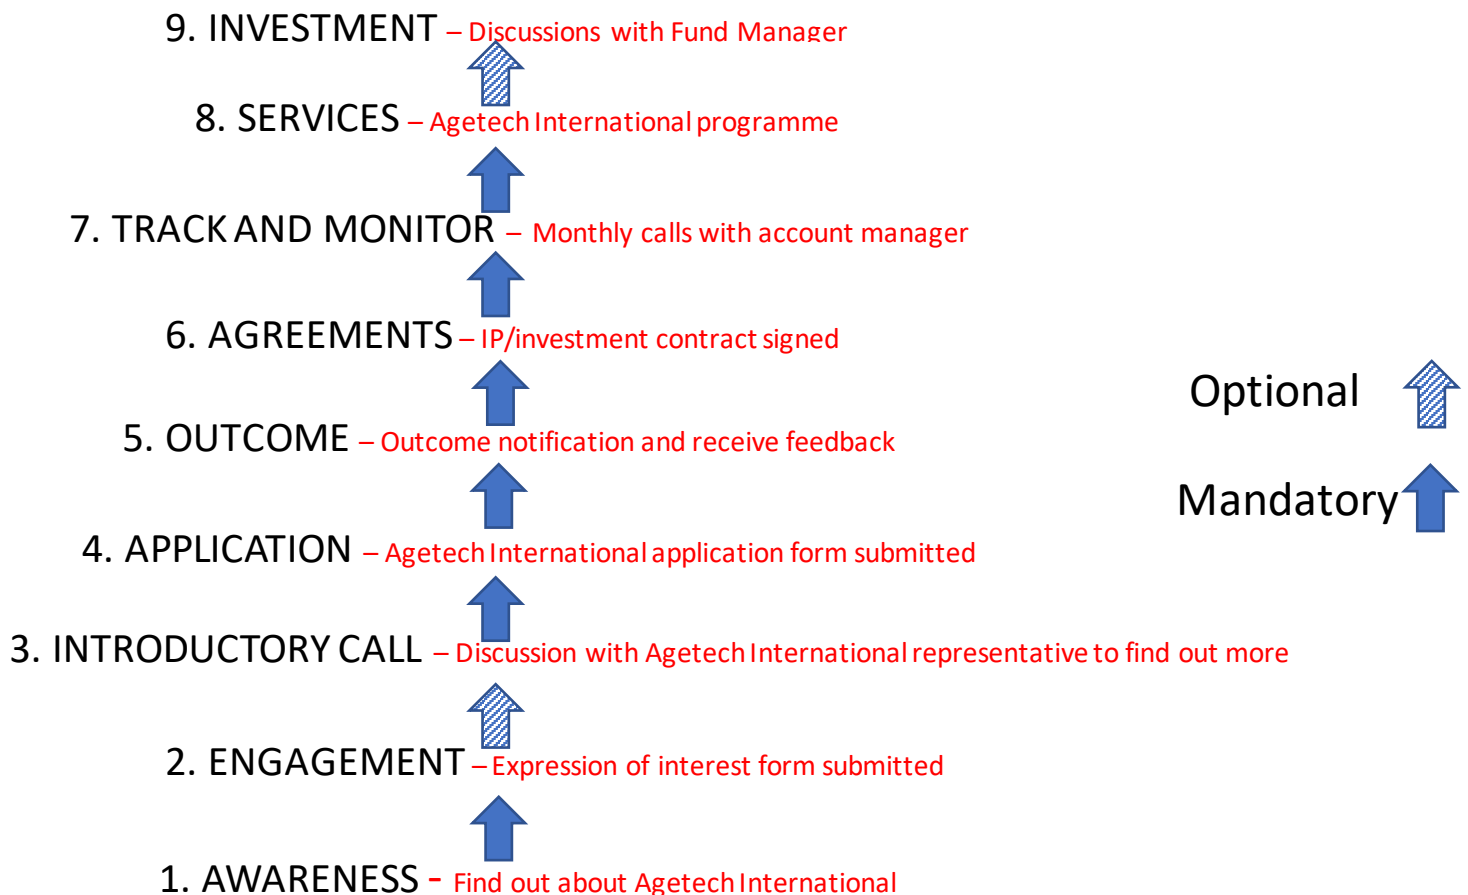 9. INVESTMENT – Discussions with Fund Manager
8. SERVICES – Agetech International programme
7. TRACK AND MONITOR – Monthly calls with account manager
6. AGREEMENTS – IP/investment contract signed
Optional
5. OUTCOME – Outcome notification and receive feedback
Mandatory
4. APPLICATION – Agetech International application form submitted
3. INTRODUCTORY CALL – Discussion with Agetech International representative to find out more
2. ENGAGEMENT – Expression of interest form submitted
1. AWARENESS - Find out about Agetech International